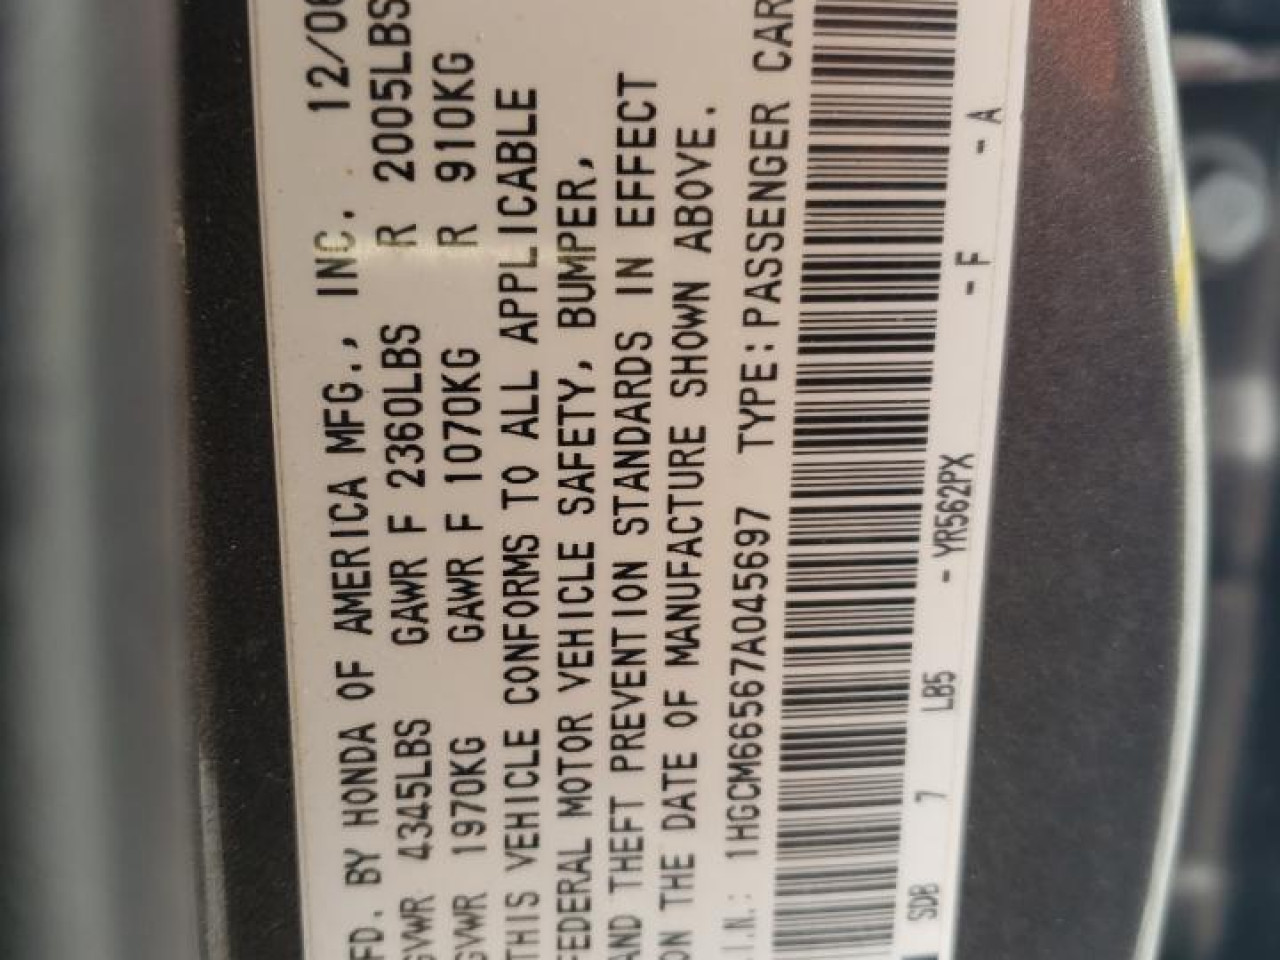 FD. BY HONDA OF AMERICA MFG., INC. 12/06
GVWR 4345LBS GAWR F 2360LBS R 2005LBS
GVWR 1970KG GAWR F 1070KG R 910KG
THIS VEHICLE CONFORMS TO ALL APPLICABLE
FEDERAL MOTOR VEHICLE SAFETY, BUMPER,
AND THEFT PREVENTION STANDARDS IN EFFECT
ON THE DATE OF MANUFACTURE SHOWN ABOVE.
.I.N.: 1HGCM66567A045697 TYPE:PASSENGER CAR
SDB 7 LB5 - YR562PX - F - A